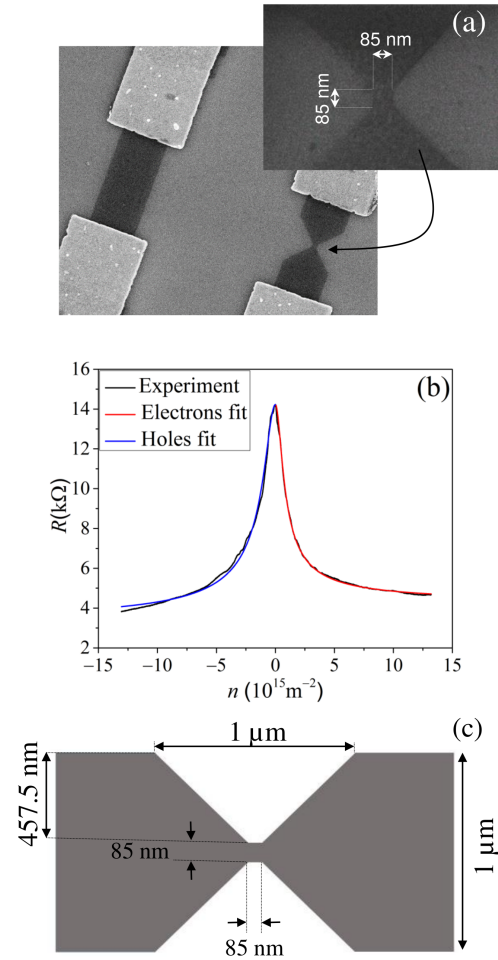 (a)
85 nm
85 nm
(b)
Experiment
Electrons fit
Holes fit
16
14
12
10
8
6
4
2
R(kΩ)
−15 −10 −5 0 5 10 15
n (10¹⁵m⁻²)
(c)
1 µm
457.5 nm
85 nm
85 nm
1 µm